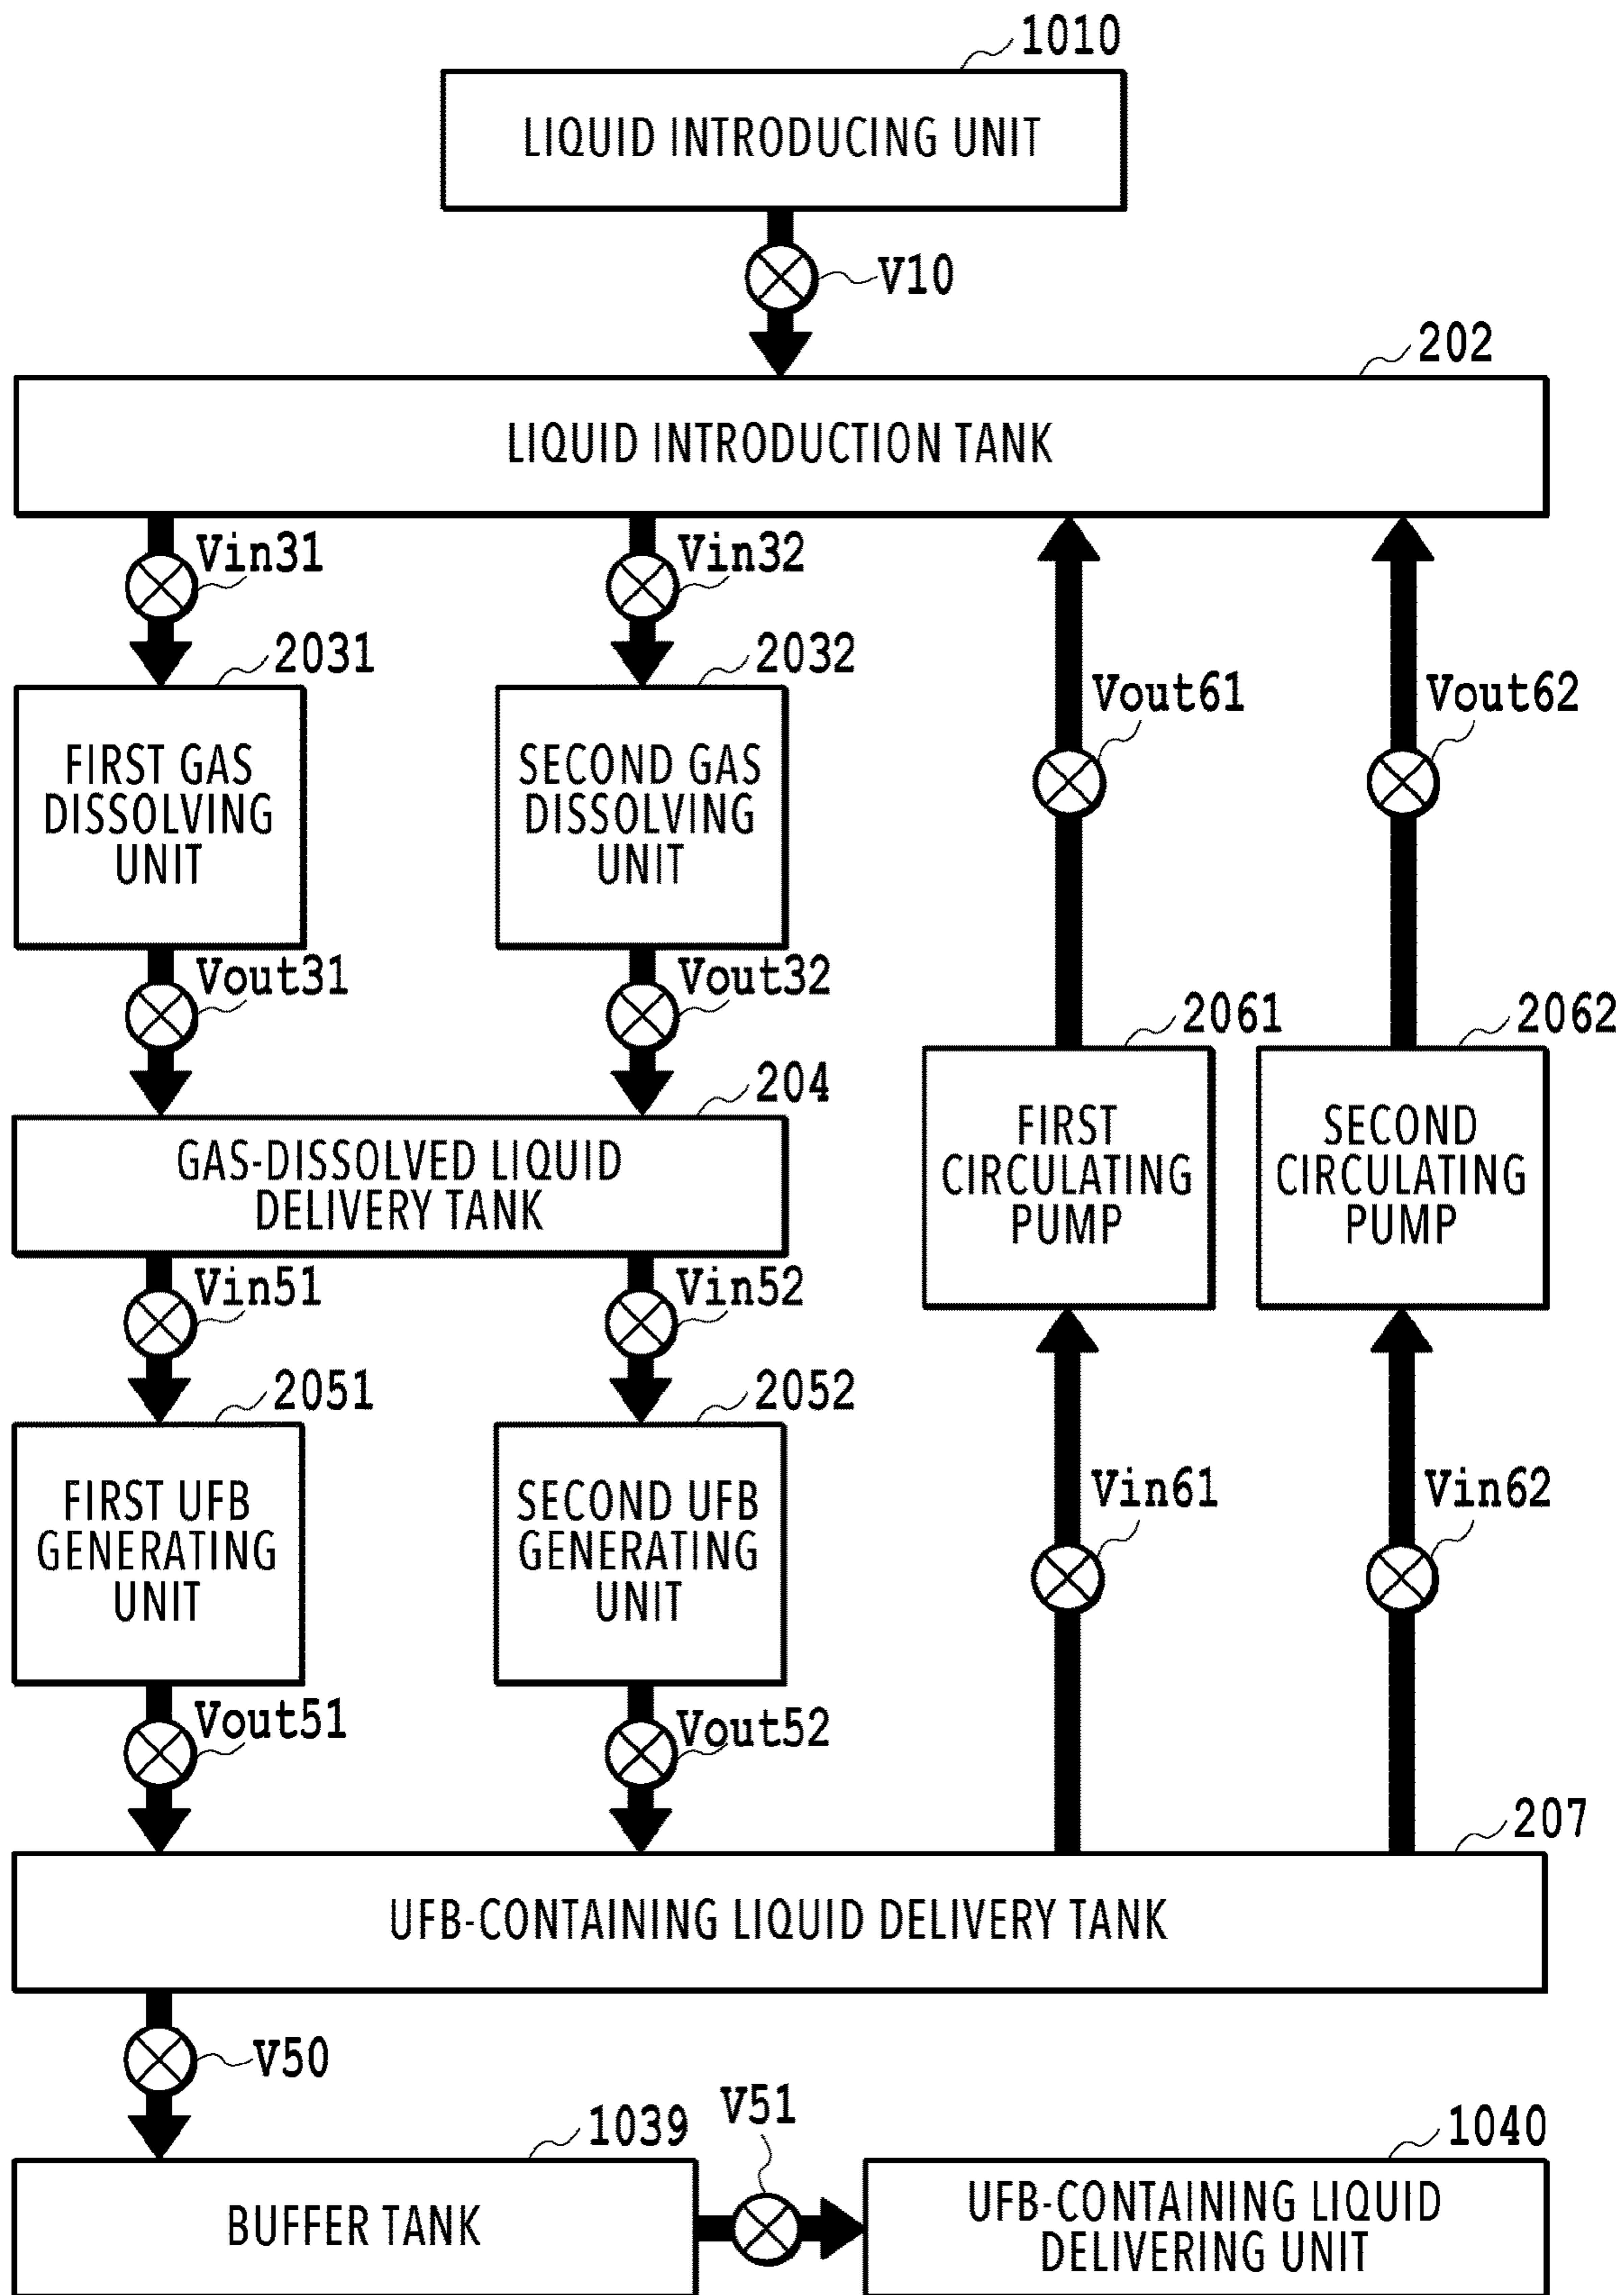 1010
LIQUID INTRODUCING UNIT
V10
202
LIQUID INTRODUCTION TANK
Vin31
Vin32
2031
2032
Vout61
Vout62
FIRST GAS
DISSOLVING
UNIT
SECOND GAS
DISSOLVING
UNIT
Vout31
Vout32
2061
2062
204
GAS-DISSOLVED LIQUID
DELIVERY TANK
FIRST
CIRCULATING
PUMP
SECOND
CIRCULATING
PUMP
Vin51
Vin52
2051
2052
FIRST UFB
GENERATING
UNIT
SECOND UFB
GENERATING
UNIT
Vin61
Vin62
Vout51
Vout52
207
UFB-CONTAINING LIQUID DELIVERY TANK
V50
V51
1039
1040
BUFFER TANK
UFB-CONTAINING LIQUID
DELIVERING UNIT